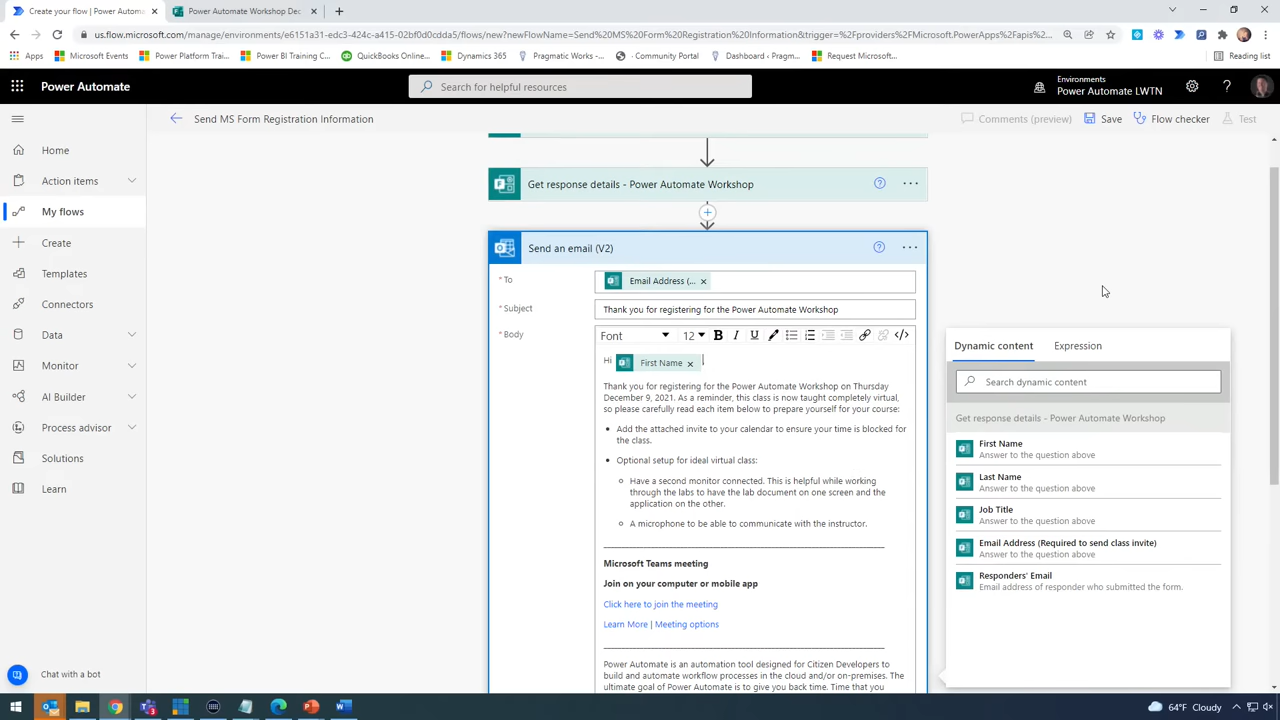 Create your flow | Power Automa
Power Automate Workshop Dec
us.flow.microsoft.com/manage/environments/e6151a31-edc3-424c-a415-02bf0d0cdda5/flows/new?newFlowName=Send%20MS%20Form%20Registration%20Information&trigger=/providers/Microsoft.PowerApps/apis%...
Apps
Microsoft Events
Power Platform Trai...
Power BI Training C...
QuickBooks Online...
Dynamics 365
Pragmatic Works -...
· Community Portal
Dashboard ‹ Pragm...
Request Microsoft...
Reading list
Power Automate
Search for helpful resources
Environments
Power Automate LWTN
Send MS Form Registration Information
Comments (preview)
Save
Flow checker
Test
Home
Action items
My flows
Create
Templates
Connectors
Data
Monitor
AI Builder
Process advisor
Solutions
Learn
Chat with a bot
Get response details - Power Automate Workshop
Send an email (V2)
* To
Email Address (... ×
* Subject
Thank you for registering for the Power Automate Workshop
* Body
Font
12
B I U </>
Hi First Name ×
Thank you for registering for the Power Automate Workshop on Thursday
December 9, 2021. As a reminder, this class is now taught completely virtual,
so please carefully read each item below to prepare yourself for your course:
• Add the attached invite to your calendar to ensure your time is blocked for
the class.
• Optional setup for ideal virtual class:
○ Have a second monitor connected. This is helpful while working
through the labs to have the lab document on one screen and the
application on the other.
○ A microphone to be able to communicate with the instructor.
Microsoft Teams meeting
Join on your computer or mobile app
Click here to join the meeting
Learn More | Meeting options
Power Automate is an automation tool designed for Citizen Developers to
build and automate workflow processes in the cloud and/or on-premises. The
ultimate goal of Power Automate is to give you back time. Time that you
Dynamic content
Expression
Search dynamic content
Get response details - Power Automate Workshop
First Name
Answer to the question above
Last Name
Answer to the question above
Job Title
Answer to the question above
Email Address (Required to send class invite)
Answer to the question above
Responders' Email
Email address of responder who submitted the form.
64°F Cloudy